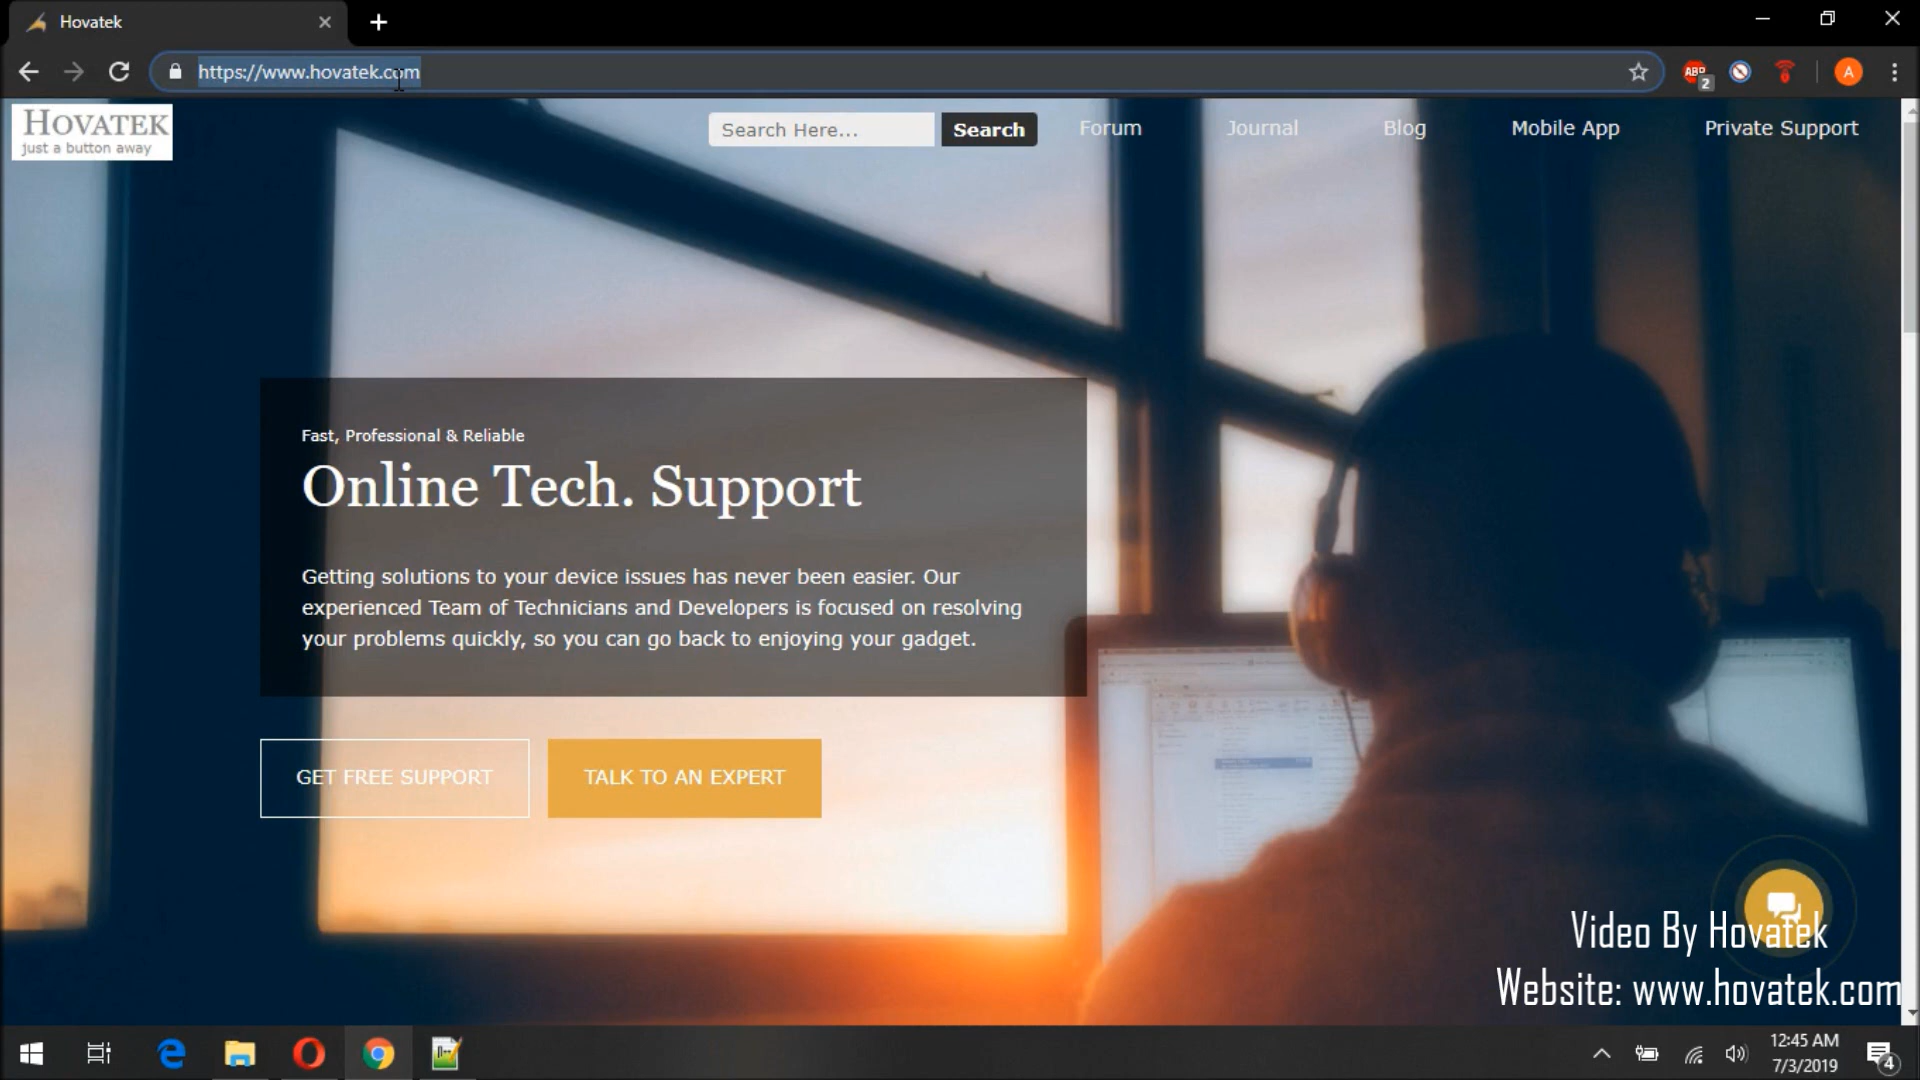 Hovatek
https://www.hovatek.com
ABP
2
A
HOVATEK
just a button away
Search Here...
Search
Forum
Journal
Blog
Mobile App
Private Support
Fast, Professional & Reliable
Online Tech. Support
Getting solutions to your device issues has never been easier. Our
experienced Team of Technicians and Developers is focused on resolving
your problems quickly, so you can go back to enjoying your gadget.
GET FREE SUPPORT
TALK TO AN EXPERT
Video By Hovatek
Website: www.hovatek.com
12:45 AM
7/3/2019
4